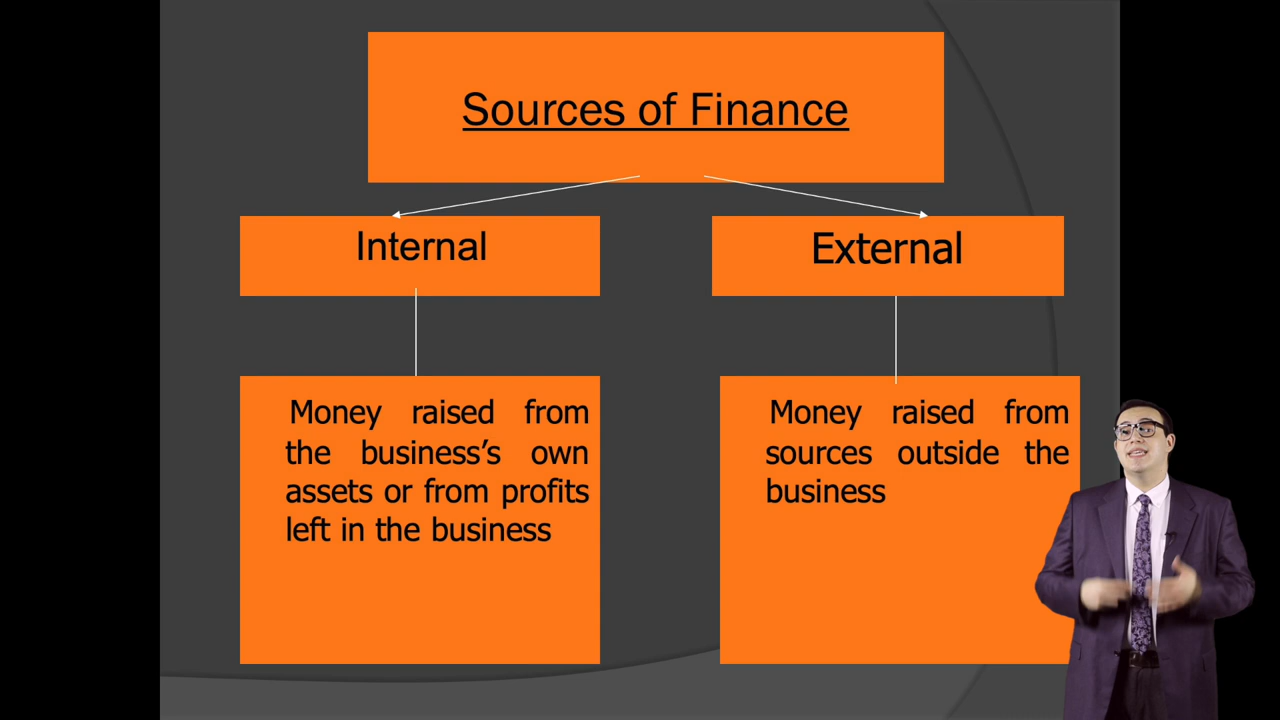 Sources of Finance
Internal
External
Money raised from
the business’s own
assets or from profits
left in the business
Money raised from
sources outside the
business